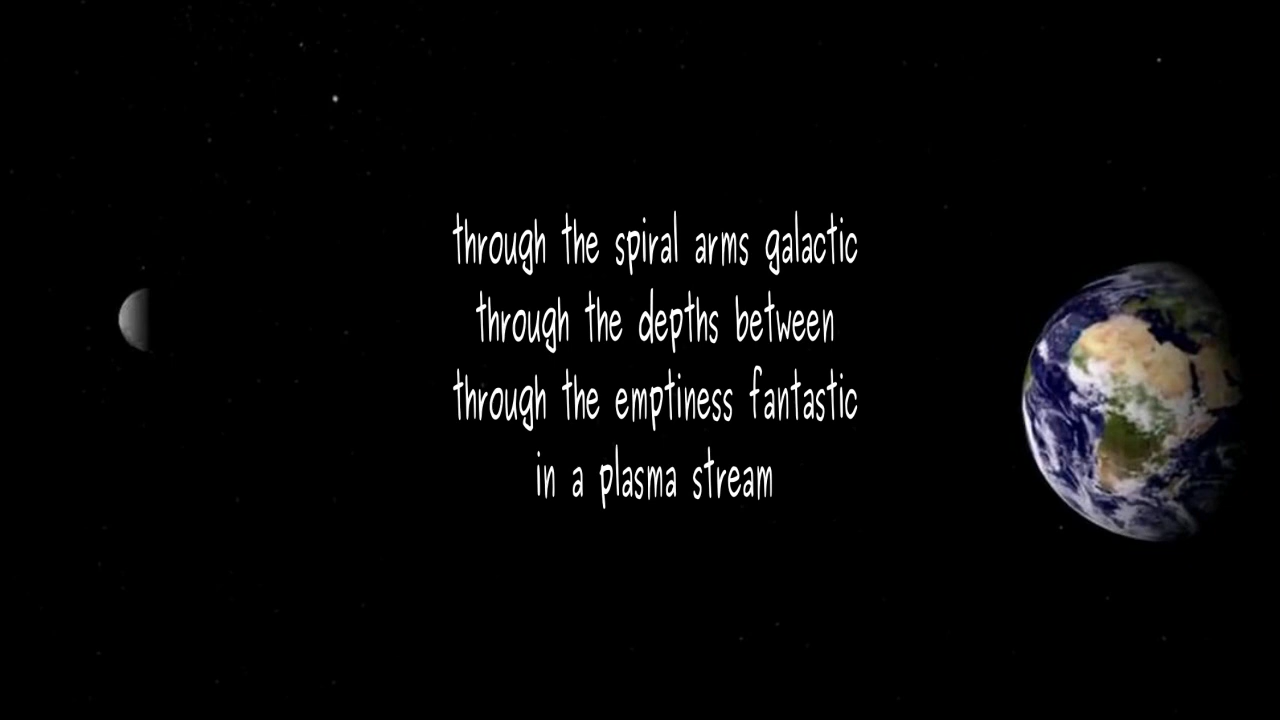 through the spiral arms galactic
through the depths between
through the emptiness fantastic
in a plasma stream